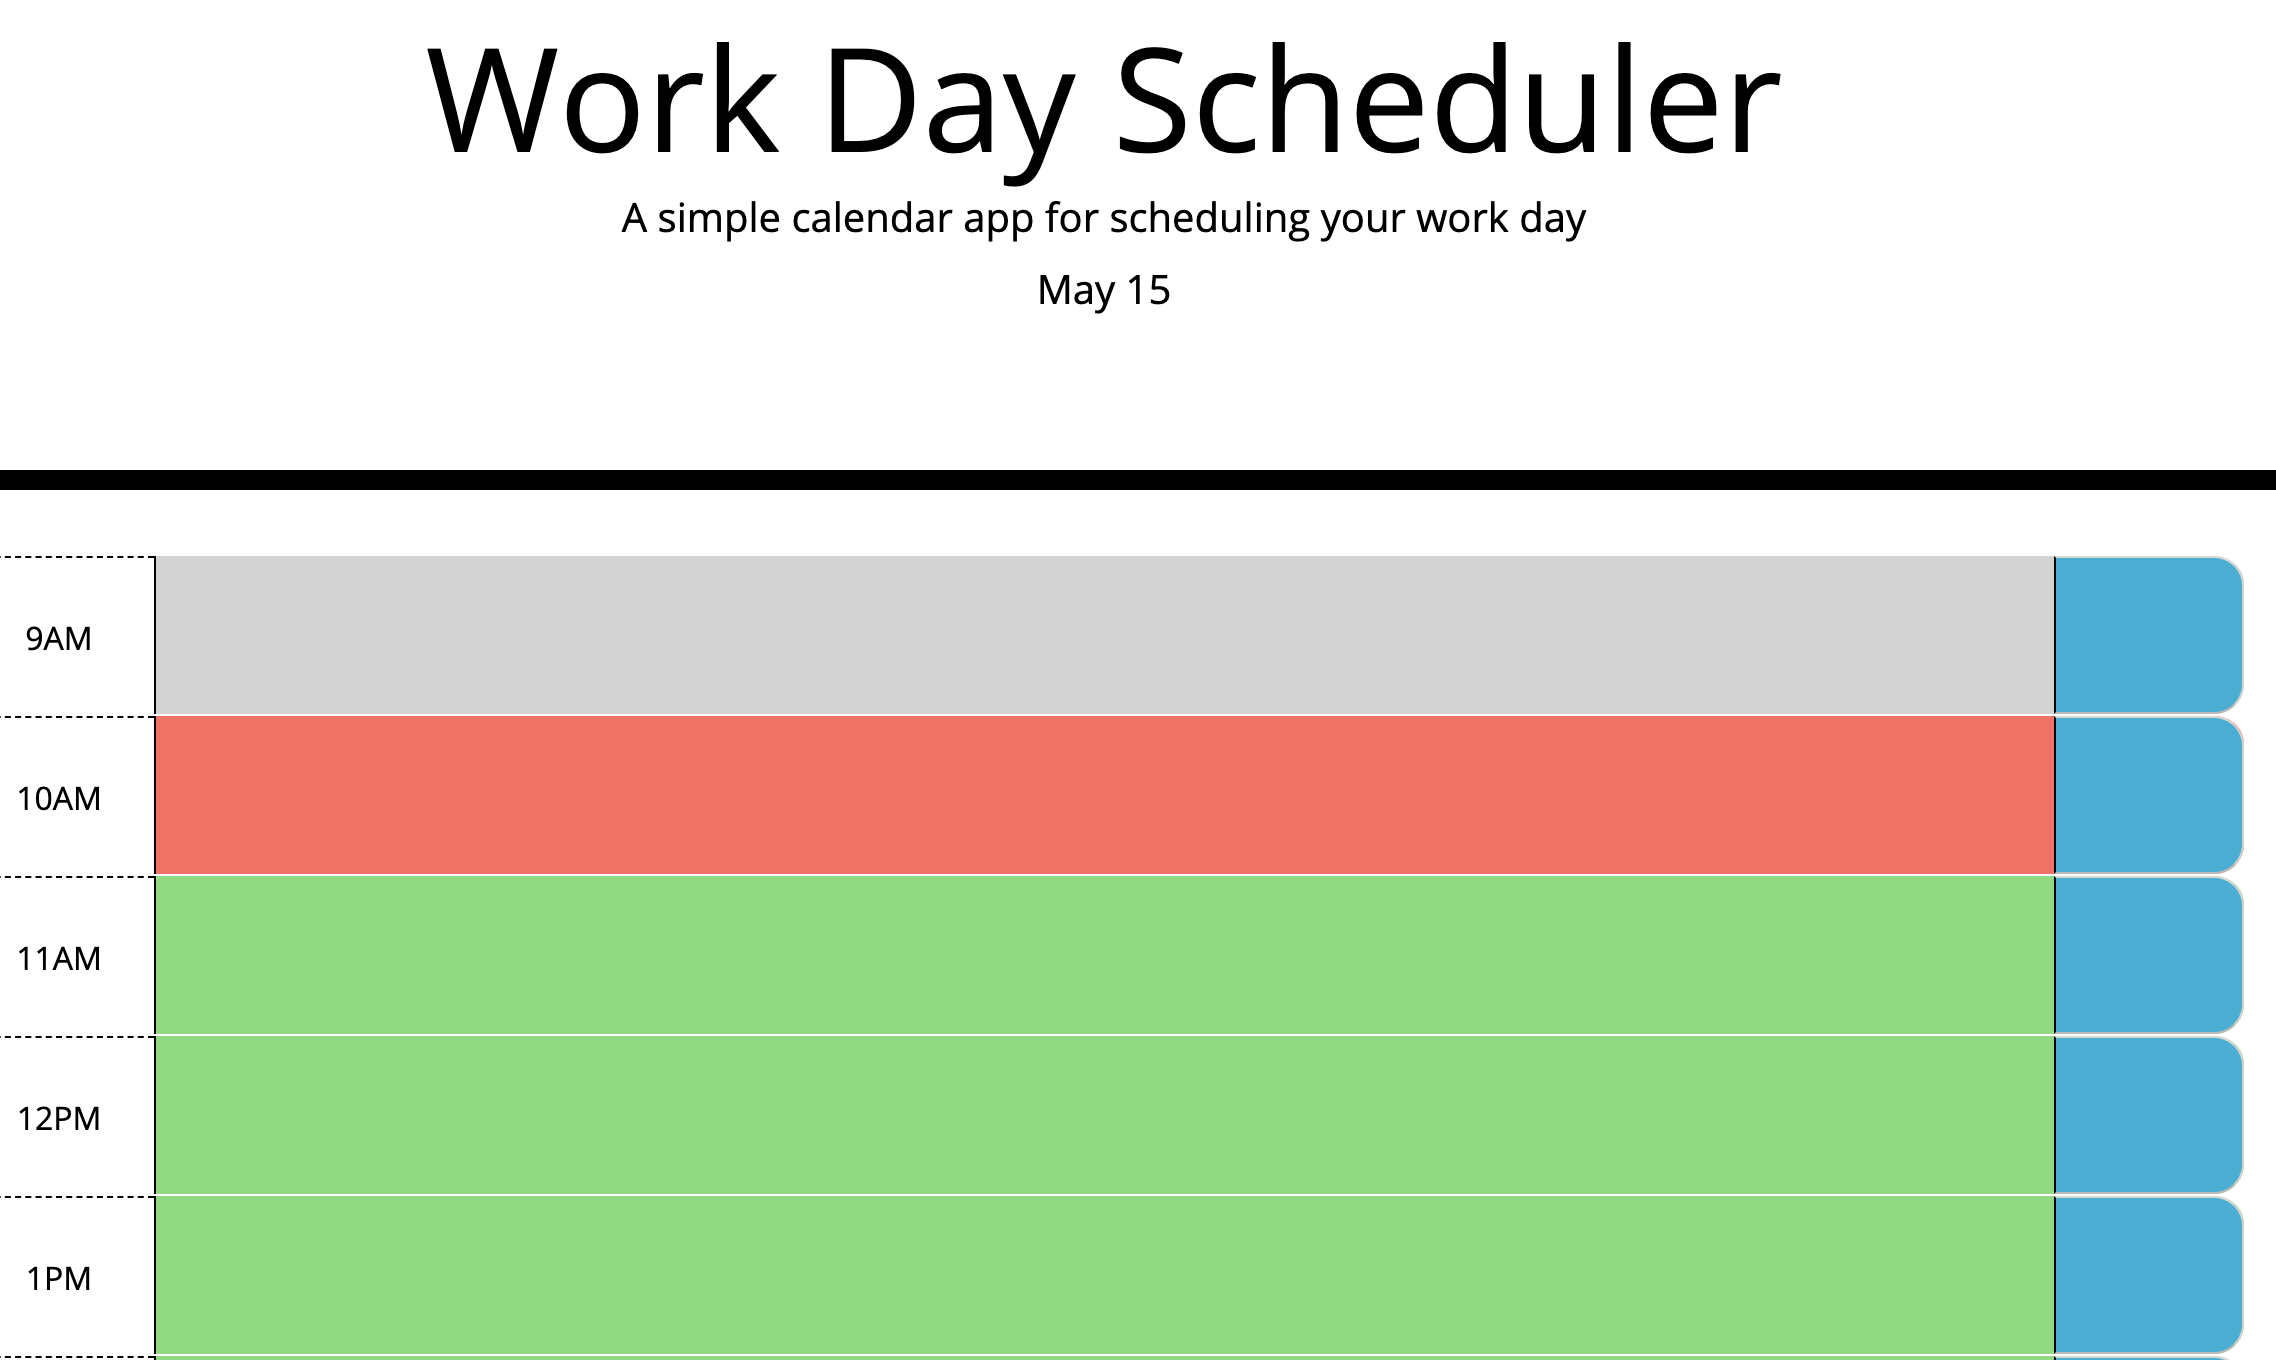 Work Day Scheduler
A simple calendar app for scheduling your work day
May 15
9AM
10AM
11AM
12PM
1PM